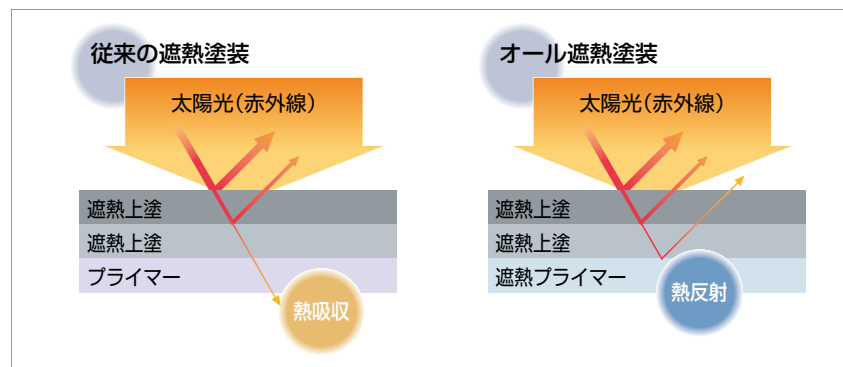 従来の遮熱塗装
太陽光(赤外線)
遮熱上塗
遮熱上塗
プライマー
熱吸収
オール遮熱塗装
太陽光(赤外線)
遮熱上塗
遮熱上塗
遮熱プライマー
熱反射